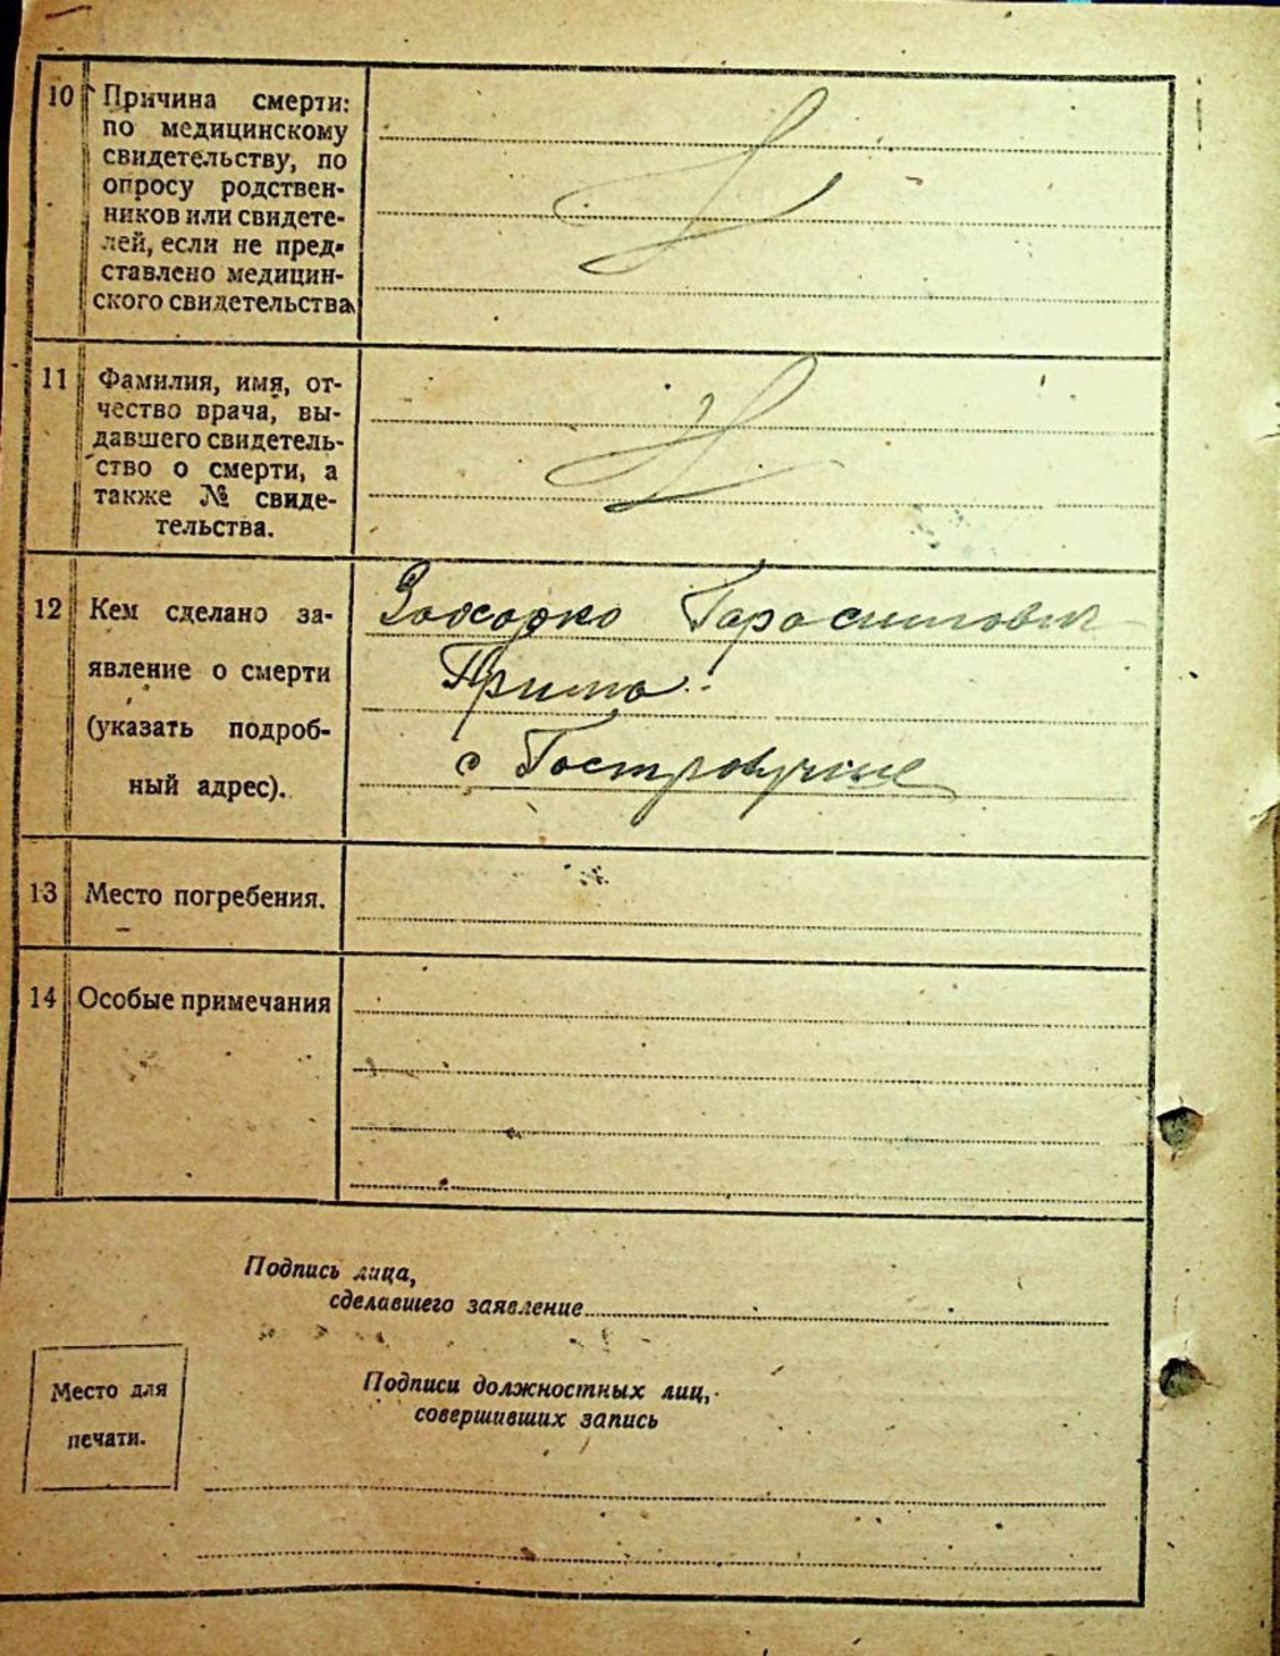 10 Причина смерти:
по медицинскому
свидетельству, по
опросу родствен-
ников или свидете-
лей, если не пред-
ставлено медицин-
ского свидетельства
11 Фамилия, имя, от-
чество врача, вы-
давшего свидетель-
ство о смерти, а
также № свиде-
тельства.
12 Кем сделано за-
явление о смерти
(указать подроб-
ный адрес).
Гарасимович
Прима
с
13 Место погребения.
14 Особые примечания
Подпись лица,
сделавшего заявление
Место для
печати.
Подписи должностных лиц,
совершивших запись